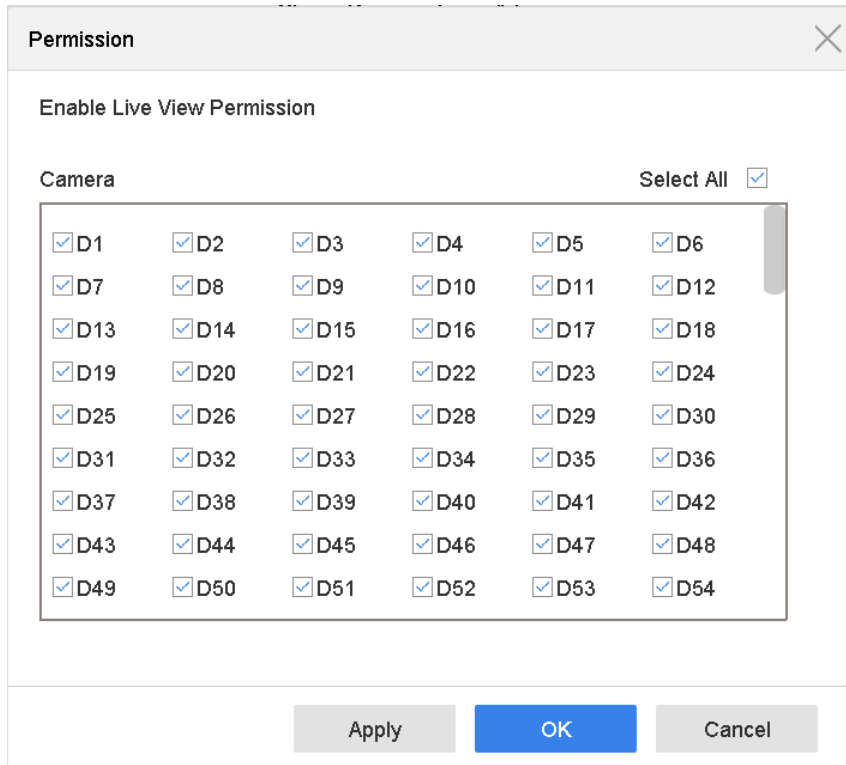 Permission
Enable Live View Permission
Camera Select All
D1 D2 D3 D4 D5 D6
D7 D8 D9 D10 D11 D12
D13 D14 D15 D16 D17 D18
D19 D20 D21 D22 D23 D24
D25 D26 D27 D28 D29 D30
D31 D32 D33 D34 D35 D36
D37 D38 D39 D40 D41 D42
D43 D44 D45 D46 D47 D48
D49 D50 D51 D52 D53 D54
Apply OK Cancel